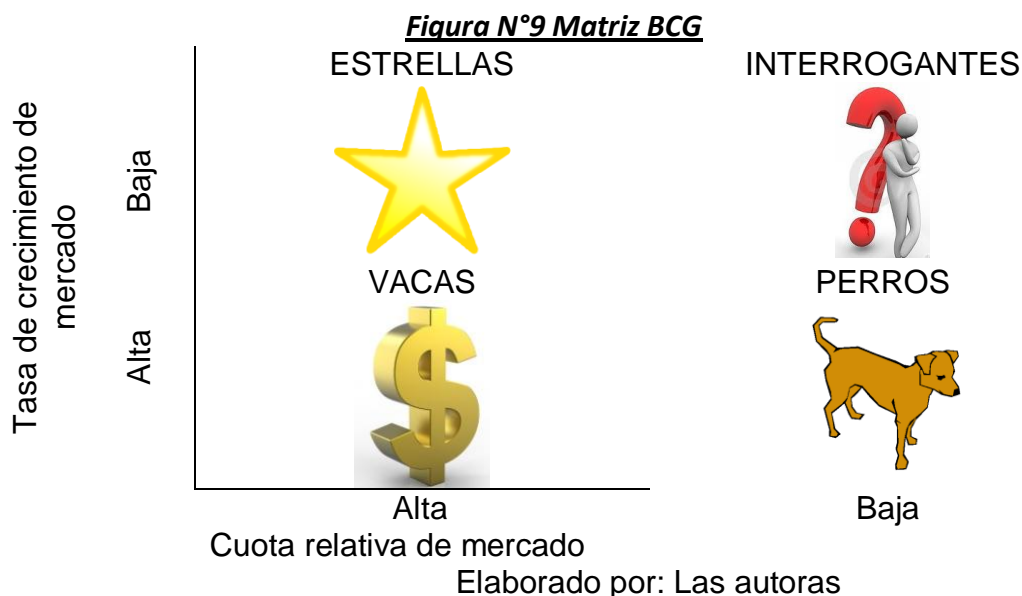 Figura N°9 Matriz BCG
ESTRELLAS
INTERROGANTES
Tasa de crecimiento de
mercado
Baja
VACAS
PERROS
Alta
Alta
Baja
Cuota relativa de mercado
Elaborado por: Las autoras